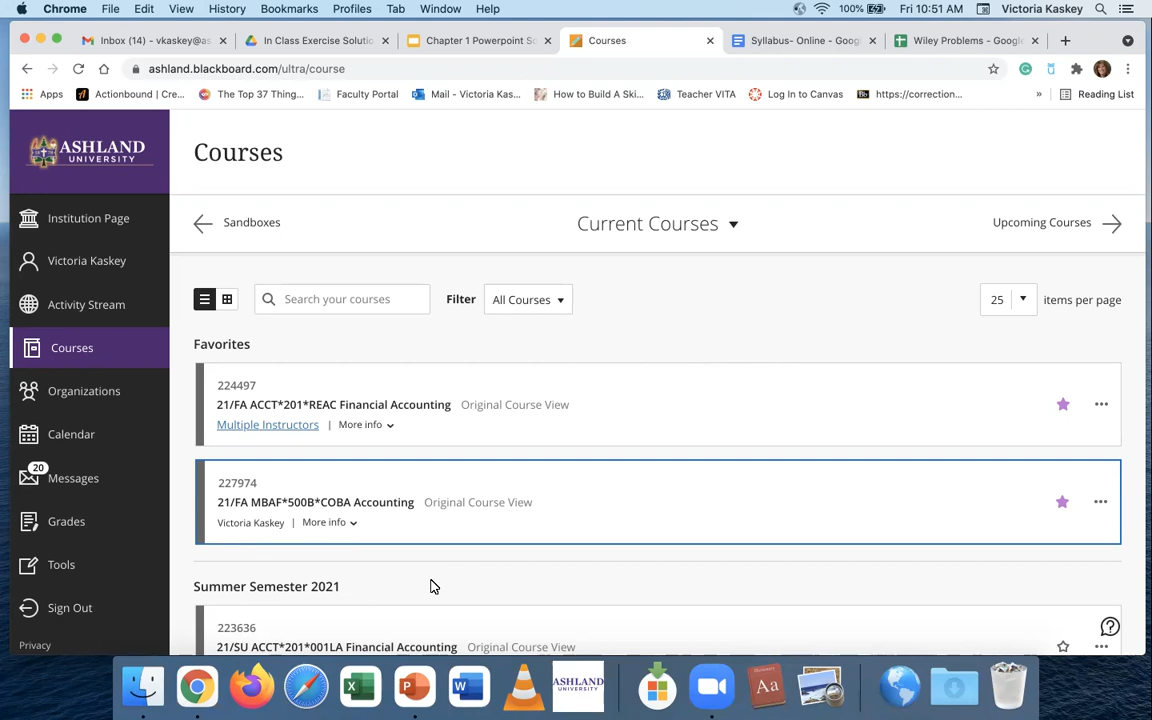 Chrome File Edit View History Bookmarks Profiles Tab Window Help 100% Fri 10:51 AM Victoria Kaskey
Inbox (14) - vkaskey@as In Class Exercise Solutio Chapter 1 Powerpoint So Courses Syllabus- Online - Goog Wiley Problems - Google
ashland.blackboard.com/ultra/course
Apps Actionbound | Cre... The Top 37 Thing... Faculty Portal Mail - Victoria Kas... How to Build A Ski... Teacher VITA Log In to Canvas https://correction... » Reading List
ASHLAND
UNIVERSITY
Institution Page
Victoria Kaskey
Activity Stream
Courses
Organizations
Calendar
20
Messages
Grades
Tools
Sign Out
Privacy
Courses
Sandboxes Current Courses Upcoming Courses
Search your courses Filter All Courses 25 items per page
Favorites
224497
21/FA ACCT*201*REAC Financial Accounting Original Course View
Multiple Instructors | More info
227974
21/FA MBAF*500B*COBA Accounting Original Course View
Victoria Kaskey | More info
Summer Semester 2021
223636
21/SU ACCT*201*001LA Financial Accounting Original Course View
ASHLAND
UNIVERSITY
Aa